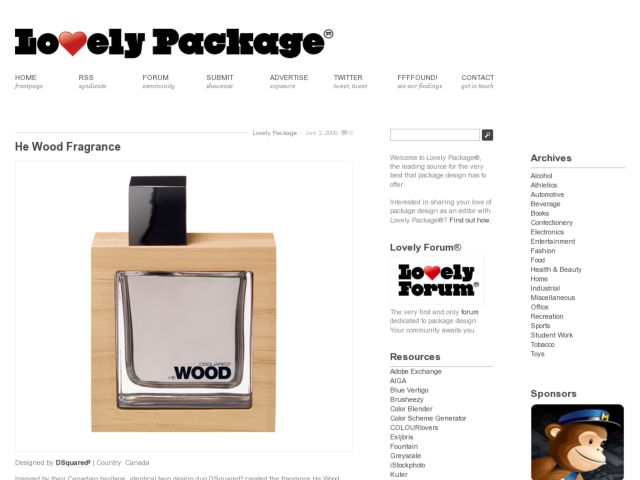 Lovely Package®
HOME
frontpage
RSS
syndicate
FORUM
community
SUBMIT
showcase
ADVERTISE
exposure
TWITTER
tweet, tweet
FFFFOUND!
see our findings
CONTACT
get in touch
Lovely Package - Jun 3, 2009 0
He Wood Fragrance
DSQUARED²
HE WOOD
Designed by DSquared² | Country: Canada
Inspired by their Canadian heritage, identical twin design duo DSquared² created the fragrance He Wood
Welcome to Lovely Package®,
the leading source for the very
best that package design has to
offer.
Interested in sharing your love of
package design as an editor with
Lovely Package®? Find out how.
Lovely Forum®
Lovely
Forum®
The very first and only forum
dedicated to package design.
Your community awaits you.
Resources
Adobe Exchange
AIGA
Blue Vertigo
Brusheezy
Color Blender
Color Scheme Generator
COLOURlovers
Exljbris
Fountain
Greyscale
iStockphoto
Kuler
Archives
Alcohol
Athletics
Automotive
Beverage
Books
Confectionery
Electronics
Entertainment
Fashion
Food
Health & Beauty
Home
Industrial
Miscellaneous
Office
Recreation
Sports
Student Work
Tobacco
Toys
Sponsors